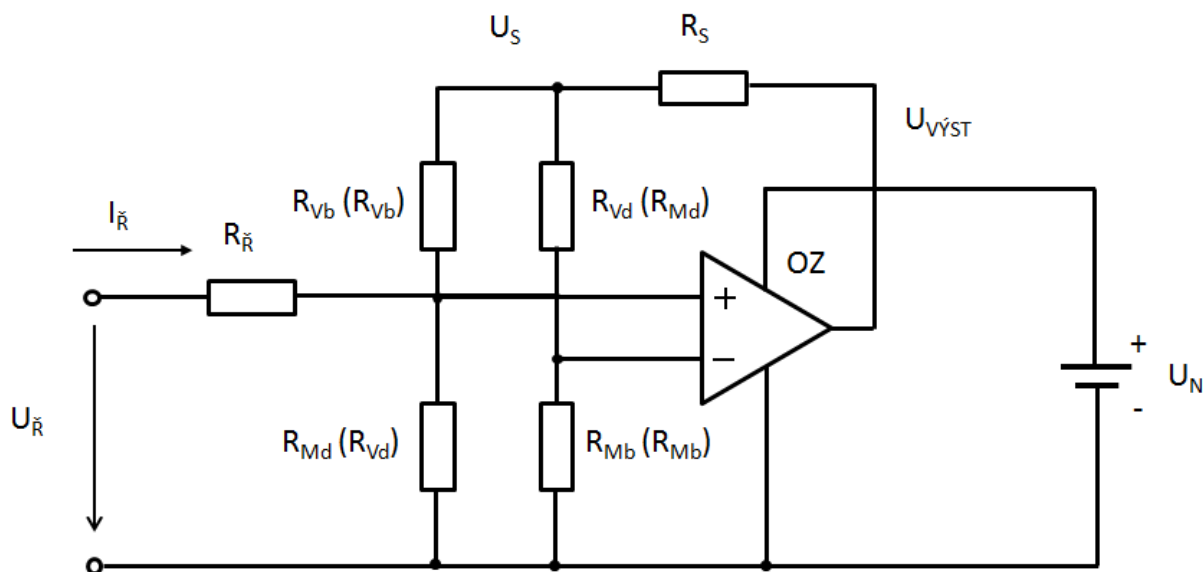 U_S
R_S
U_VÝST
R_Vb (R_Vb)
R_Vd (R_Md)
I_Ř
R_Ř
OZ
+
−
+
U_N
-
U_Ř
R_Md (R_Vd)
R_Mb (R_Mb)